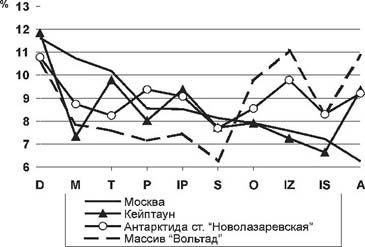 %
13
12
11
10
9
8
7
6
D M T P IP S O IZ IS A
Москва
Кейптаун
Антарктида ст. "Новолазаревская"
Массив "Вольтад"